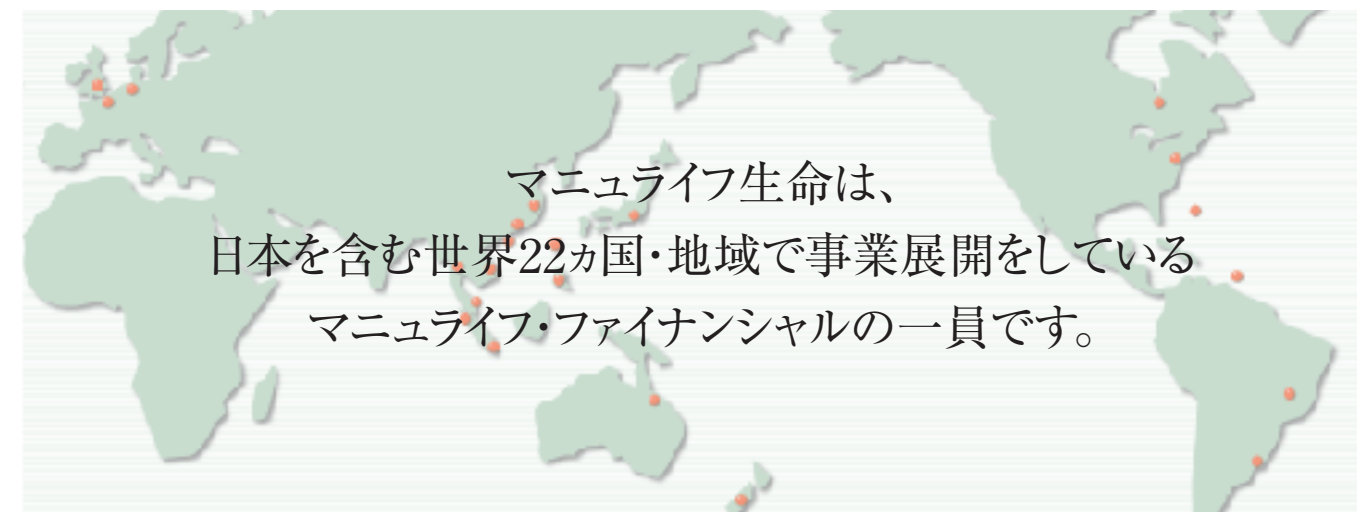 マニュライフ生命は、
日本を含む世界22ヵ国・地域で事業展開をしている
マニュライフ・ファイナンシャルの一員です。